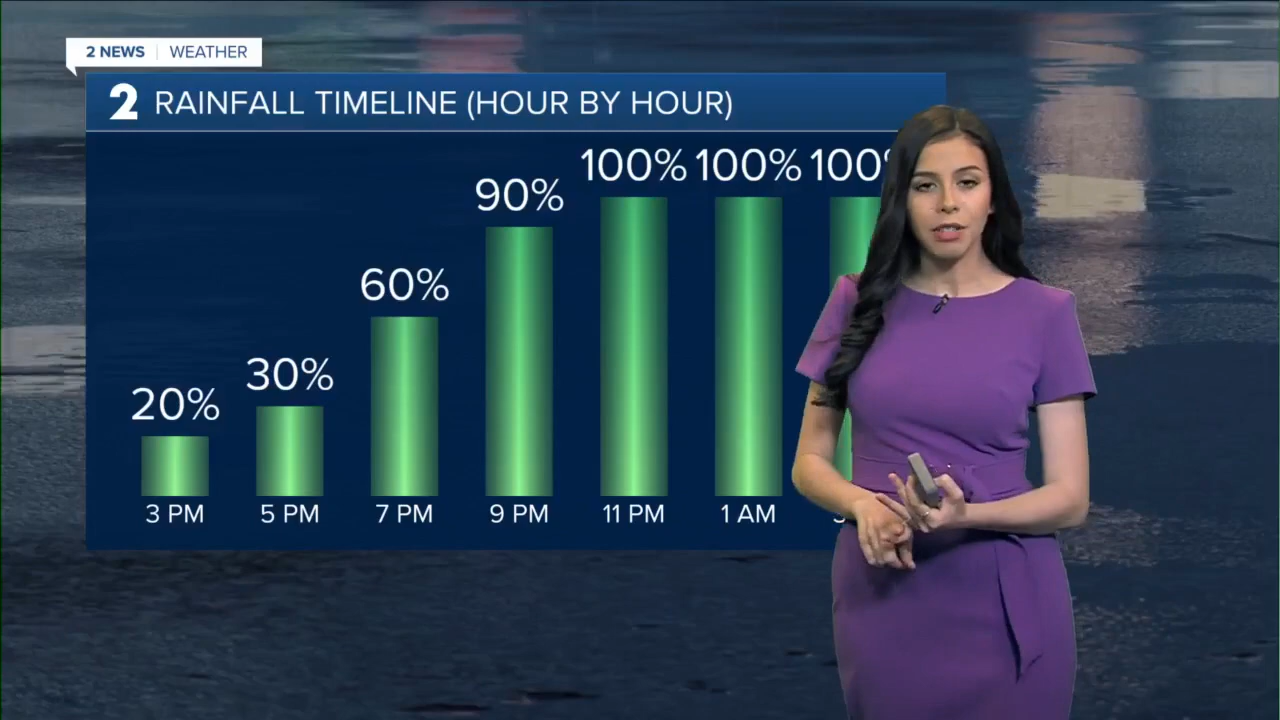 2 NEWS | WEATHER
2 RAINFALL TIMELINE (HOUR BY HOUR)
20% 30% 60% 90% 100% 100% 100%
3 PM 5 PM 7 PM 9 PM 11 PM 1 AM